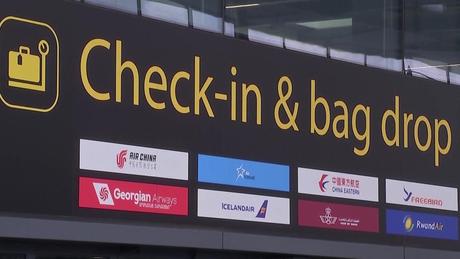 Check-in & bag drop
AIR CHINA
中国东方航空
CHINA EASTERN
FREEBIRD
Georgian Airways
ICELANDAIR
RwandAir